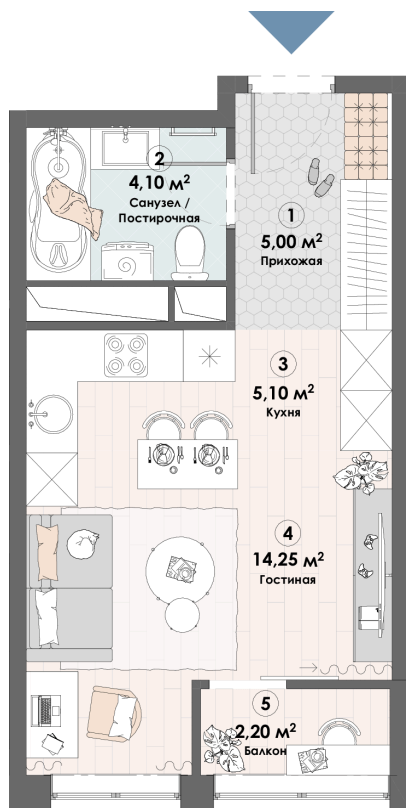 2
4,10 м²
Санузел /
Постирочная
1
5,00 м²
Прихожая
3
5,10 м²
Кухня
4
14,25 м²
Гостиная
5
2,20 м²
Балкон